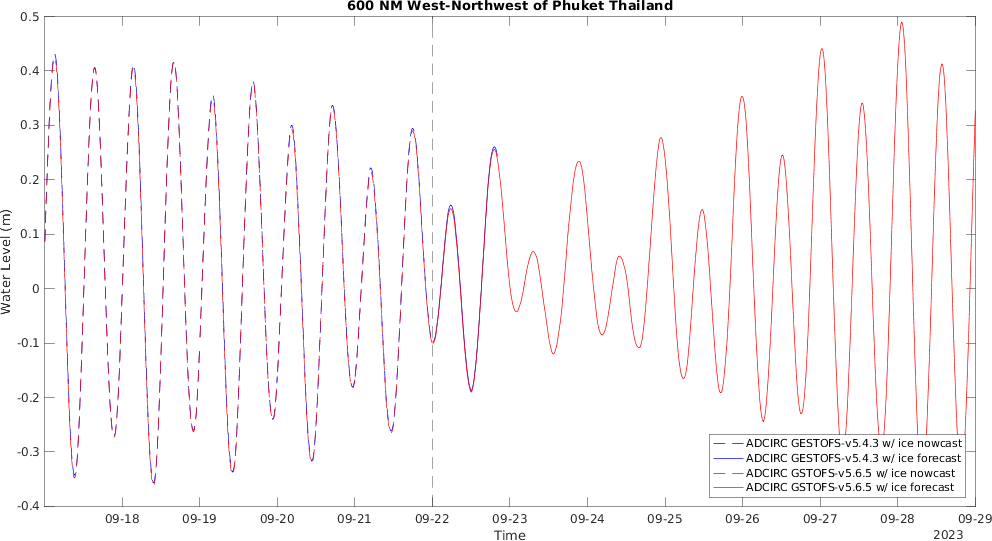 600 NM West-Northwest of Phuket Thailand
0.5
0.4
0.3
0.2
0.1
0
-0.1
-0.2
-0.3
-0.4
Water Level (m)
ADCIRC GESTOFS-v5.4.3 w/ ice nowcast
ADCIRC GESTOFS-v5.4.3 w/ ice forecast
ADCIRC GSTOFS-v5.6.5 w/ ice nowcast
ADCIRC GSTOFS-v5.6.5 w/ ice forecast
09-18 09-19 09-20 09-21 09-22 09-23 09-24 09-25 09-26 09-27 09-28 09-29
Time
2023